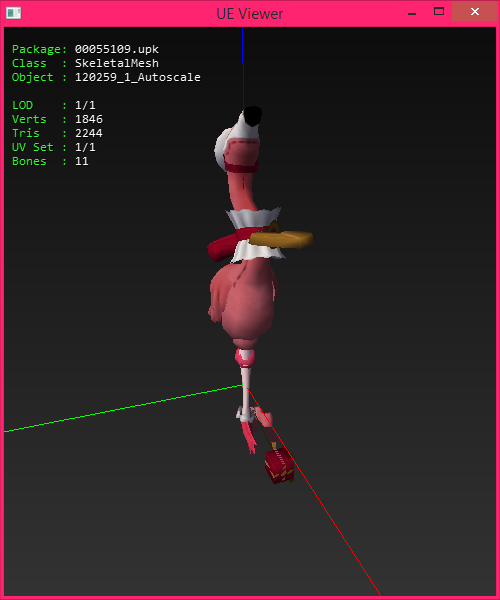 UE Viewer
Package: 00055109.upk
Class  : SkeletalMesh
Object : 120259_1_Autoscale
LOD    : 1/1
Verts  : 1846
Tris   : 2244
UV Set : 1/1
Bones  : 11